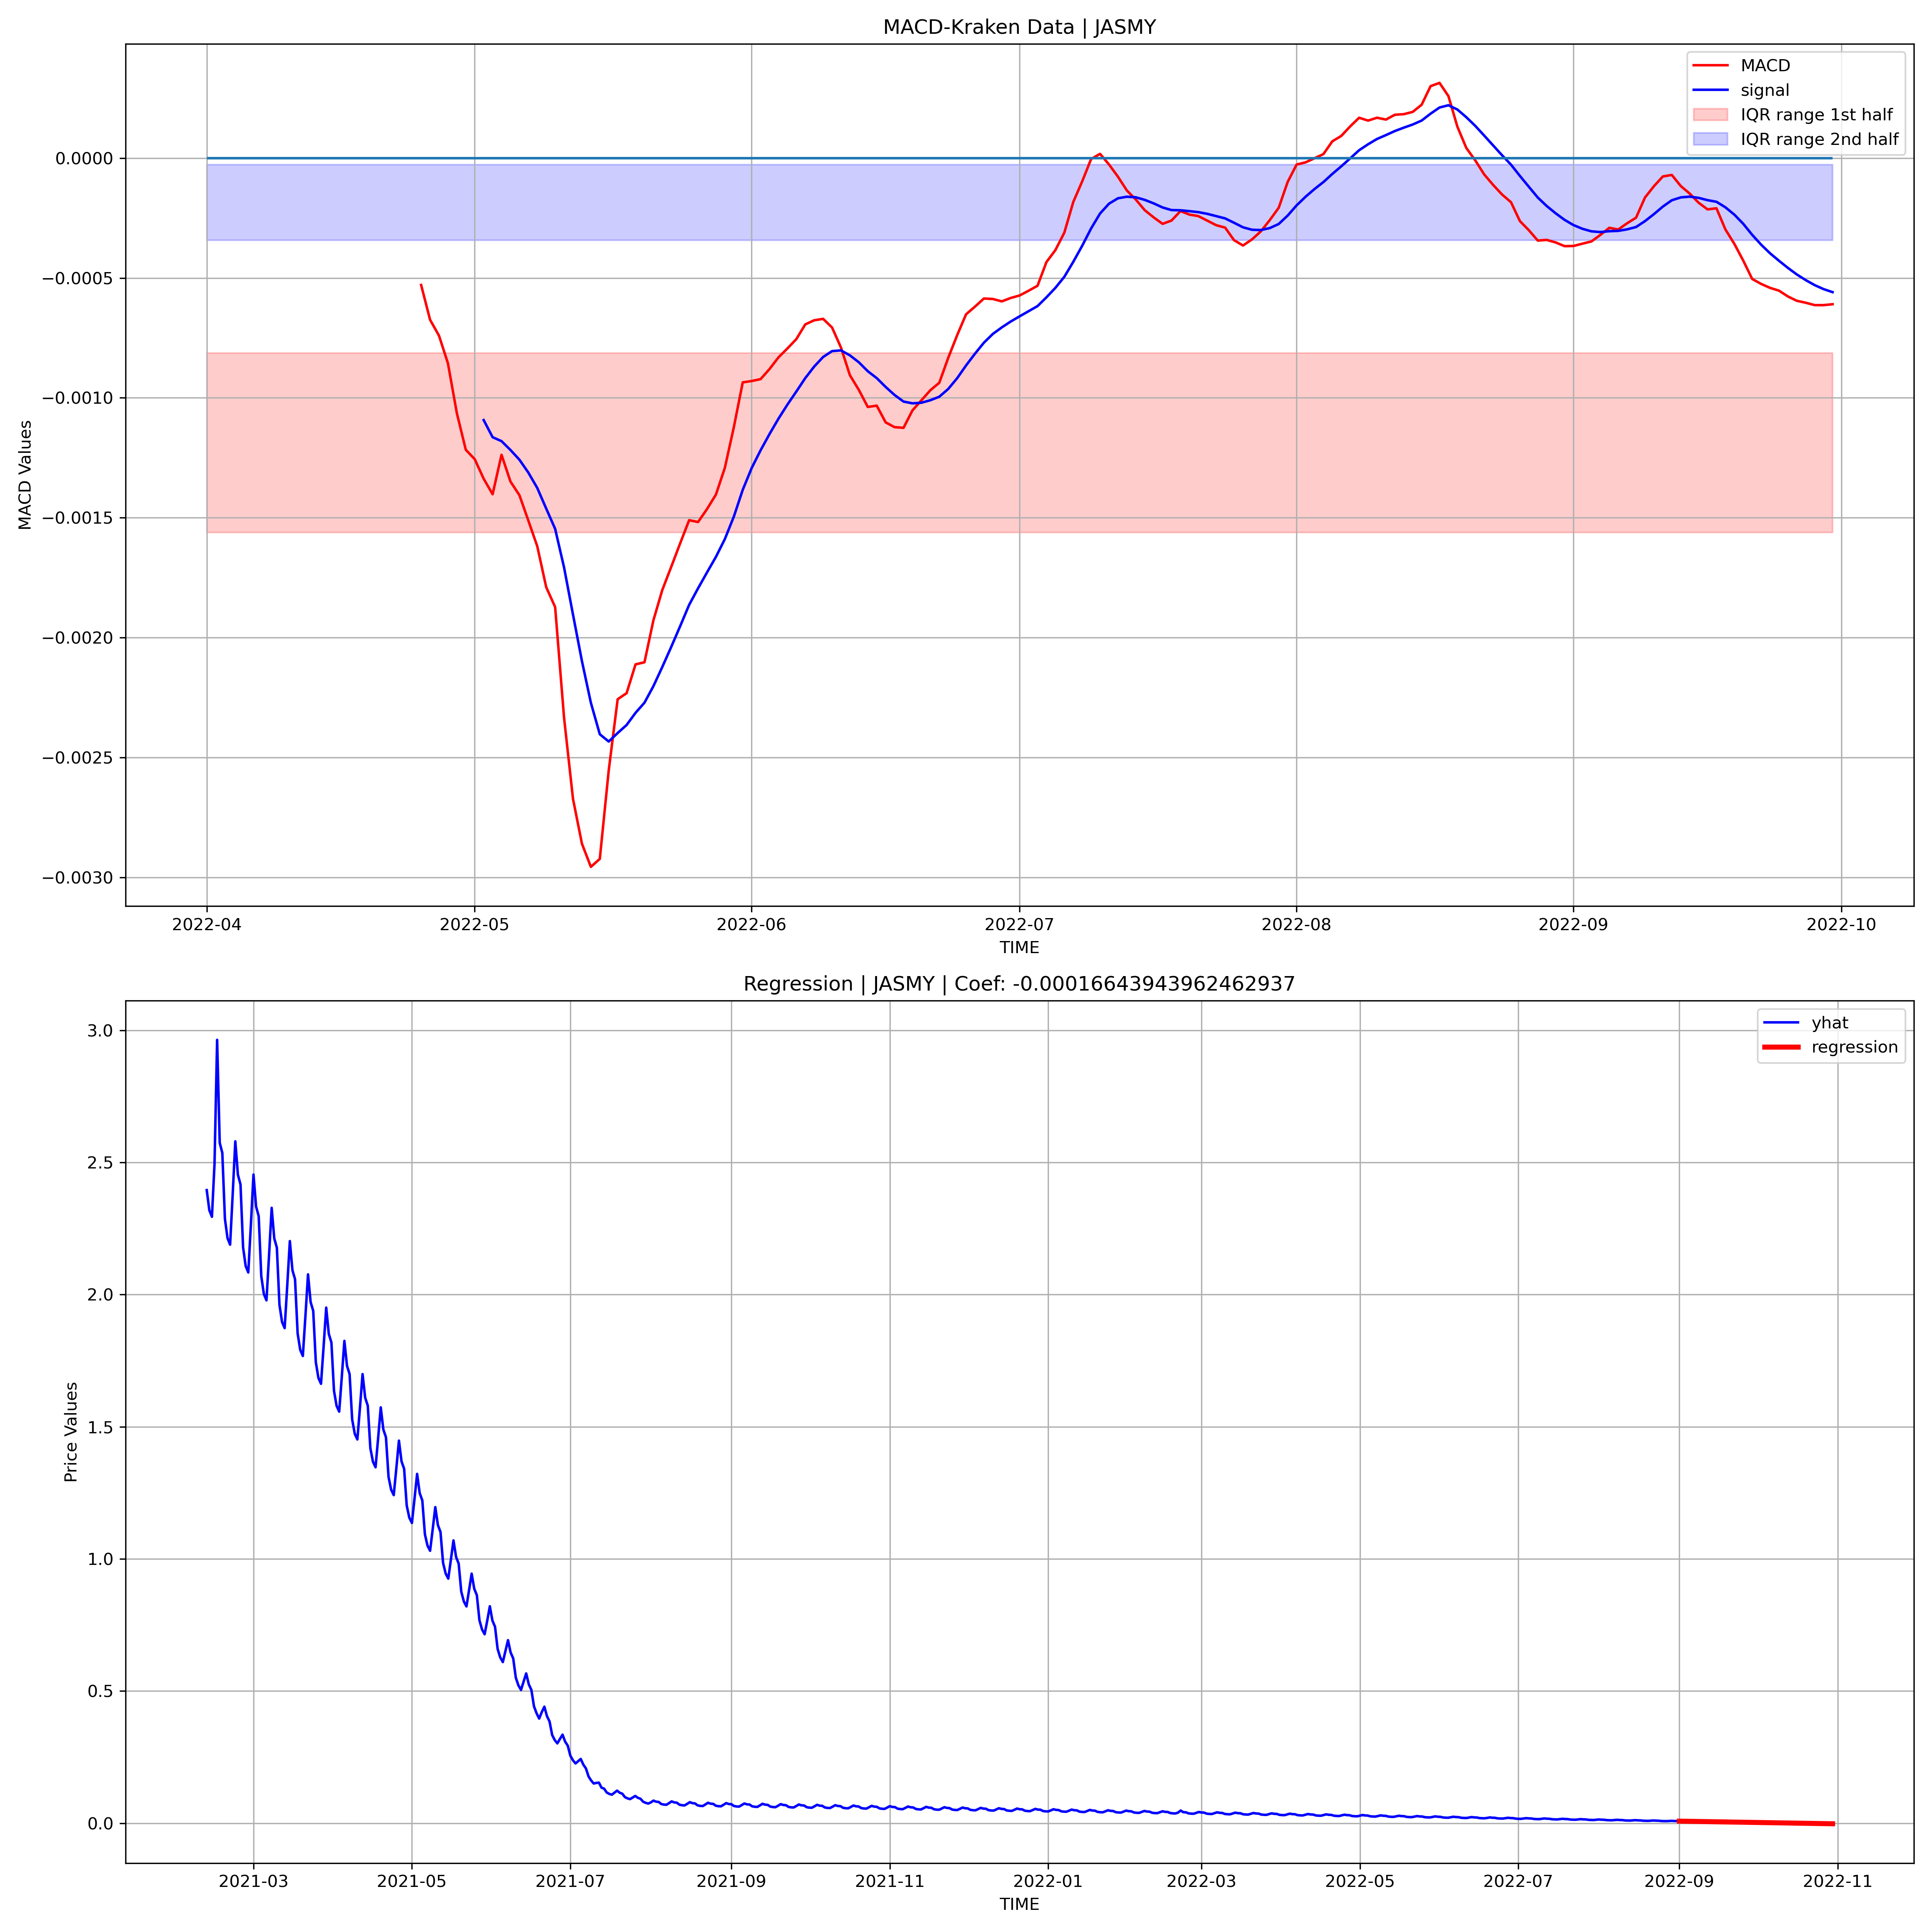 MACD-Kraken Data | JASMY
MACD
signal
IQR range 1st half
IQR range 2nd half
0.0000
−0.0005
−0.0010
−0.0015
−0.0020
−0.0025
−0.0030
MACD Values
2022-04 2022-05 2022-06 2022-07 2022-08 2022-09 2022-10
TIME
Regression | JASMY | Coef: -0.00016643943962462937
yhat
regression
3.0
2.5
2.0
1.5
1.0
0.5
0.0
Price Values
2021-03 2021-05 2021-07 2021-09 2021-11 2022-01 2022-03 2022-05 2022-07 2022-09 2022-11
TIME